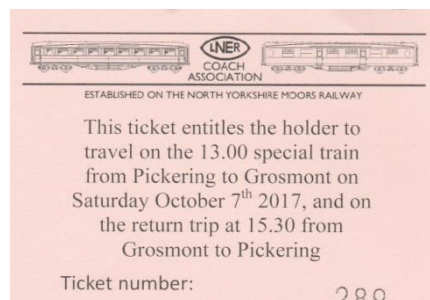 LNER
COACH
ASSOCIATION
ESTABLISHED ON THE NORTH YORKSHIRE MOORS RAILWAY
This ticket entitles the holder to
travel on the 13.00 special train
from Pickering to Grosmont on
Saturday October 7th 2017, and on
the return trip at 15.30 from
Grosmont to Pickering
Ticket number:
289